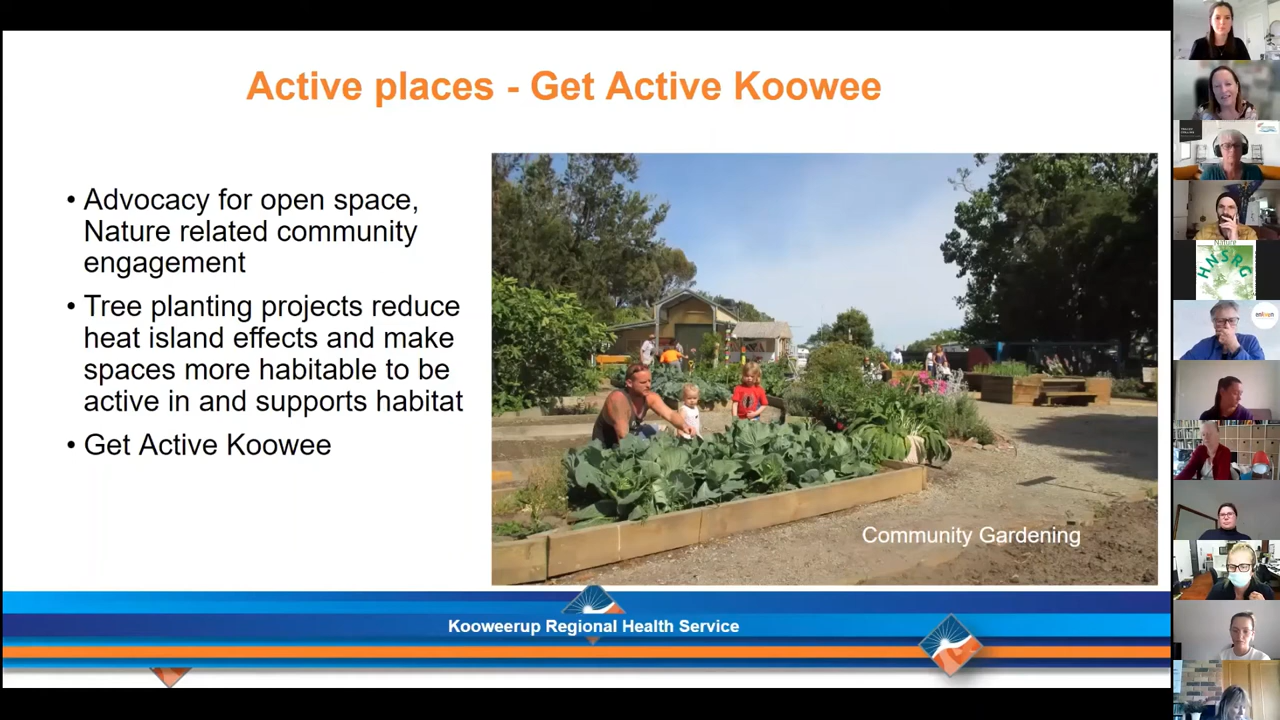 Active places - Get Active Koowee
• Advocacy for open space,
Nature related community
engagement
• Tree planting projects reduce
heat island effects and make
spaces more habitable to be
active in and supports habitat
• Get Active Koowee
Community Gardening
Kooweerup Regional Health Service
Nature
HNSRG